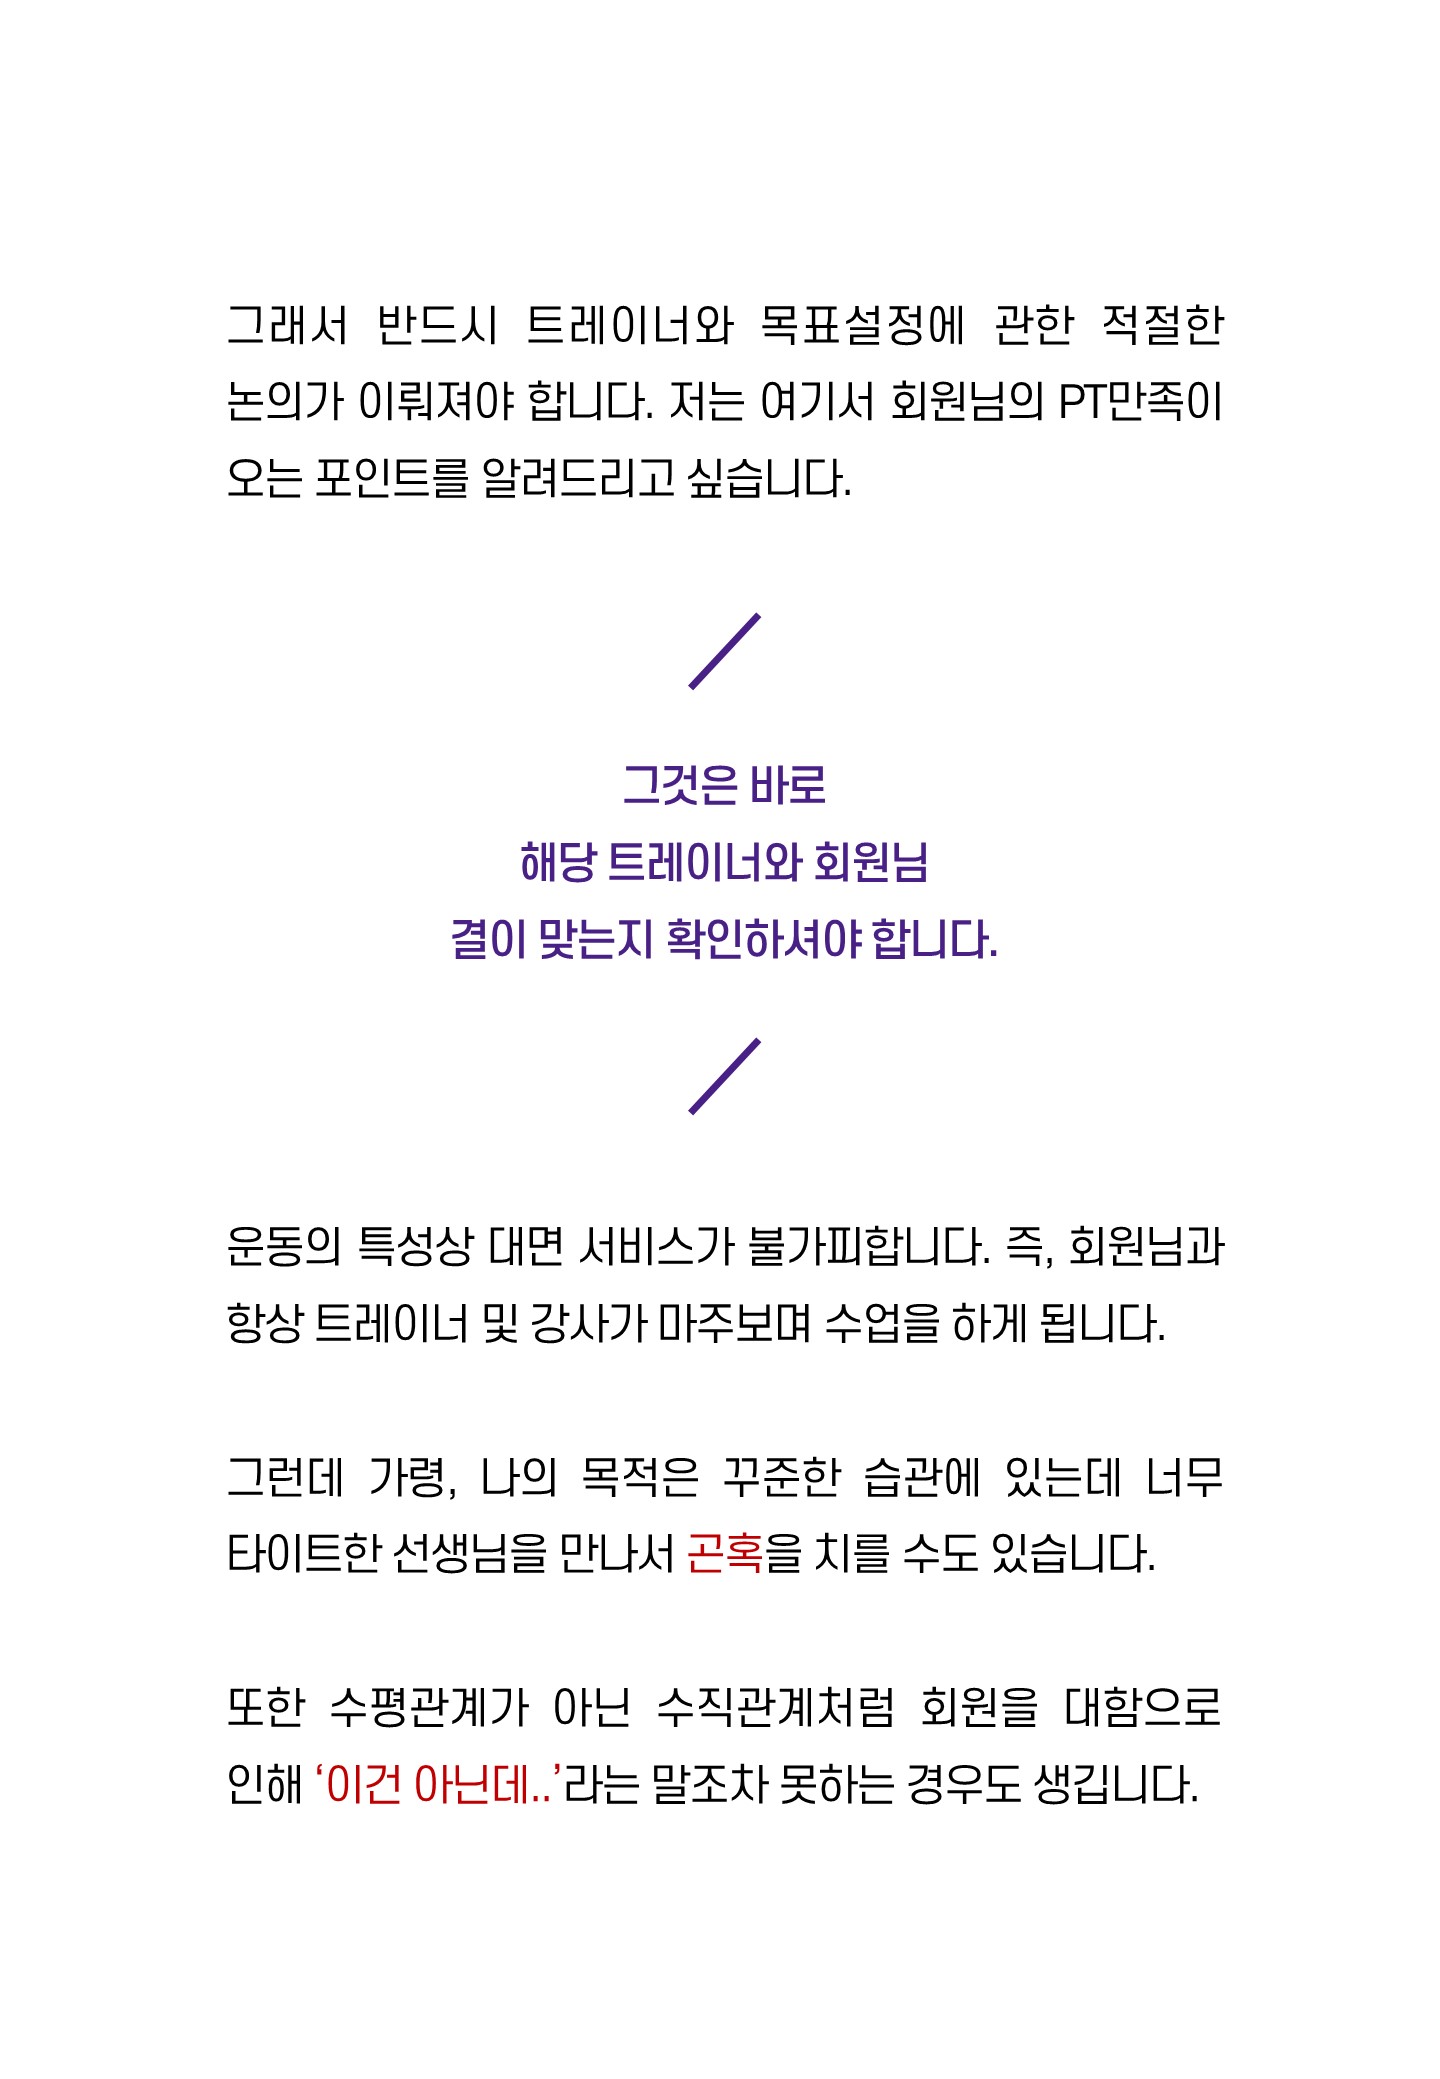 그래서 반드시 트레이너와 목표설정에 관한 적절한
논의가 이뤄져야 합니다. 저는 여기서 회원님의 PT만족이
오는 포인트를 알려드리고 싶습니다.
그것은 바로
해당 트레이너와 회원님
결이 맞는지 확인하셔야 합니다.
운동의 특성상 대면 서비스가 불가피합니다. 즉, 회원님과
항상 트레이너 및 강사가 마주보며 수업을 하게 됩니다.
그런데 가령, 나의 목적은 꾸준한 습관에 있는데 너무
타이트한 선생님을 만나서 곤혹을 치를 수도 있습니다.
또한 수평관계가 아닌 수직관계처럼 회원을 대함으로
인해 ‘이건 아닌데..’라는 말조차 못하는 경우도 생깁니다.